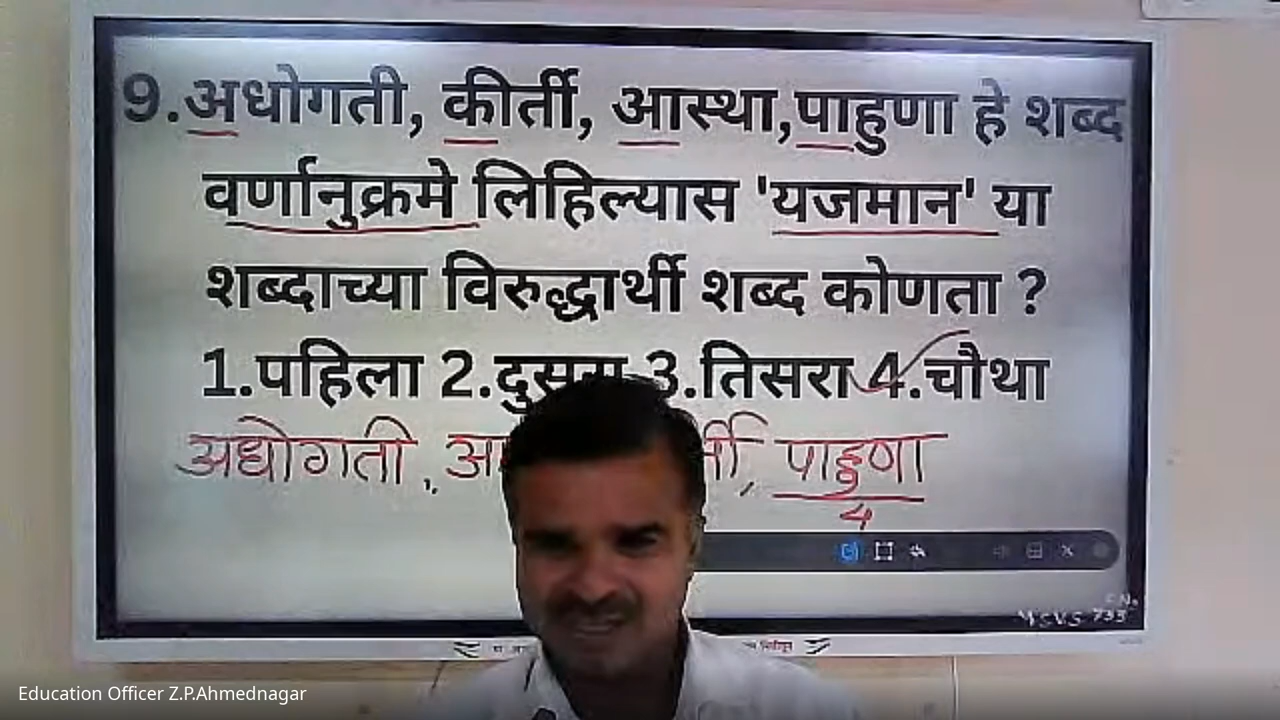 9.अधोगती, कीर्ती, आस्था,पाहुणा हे शब्द
वर्णानुक्रमे लिहिल्यास 'यजमान' या
शब्दाच्या विरुद्धार्थी शब्द कोणता ?
1.पहिला 2. 3.तिसरा 4.चौथा
अधोगती, पाहुणा
4
Education Officer Z.P.Ahmednagar